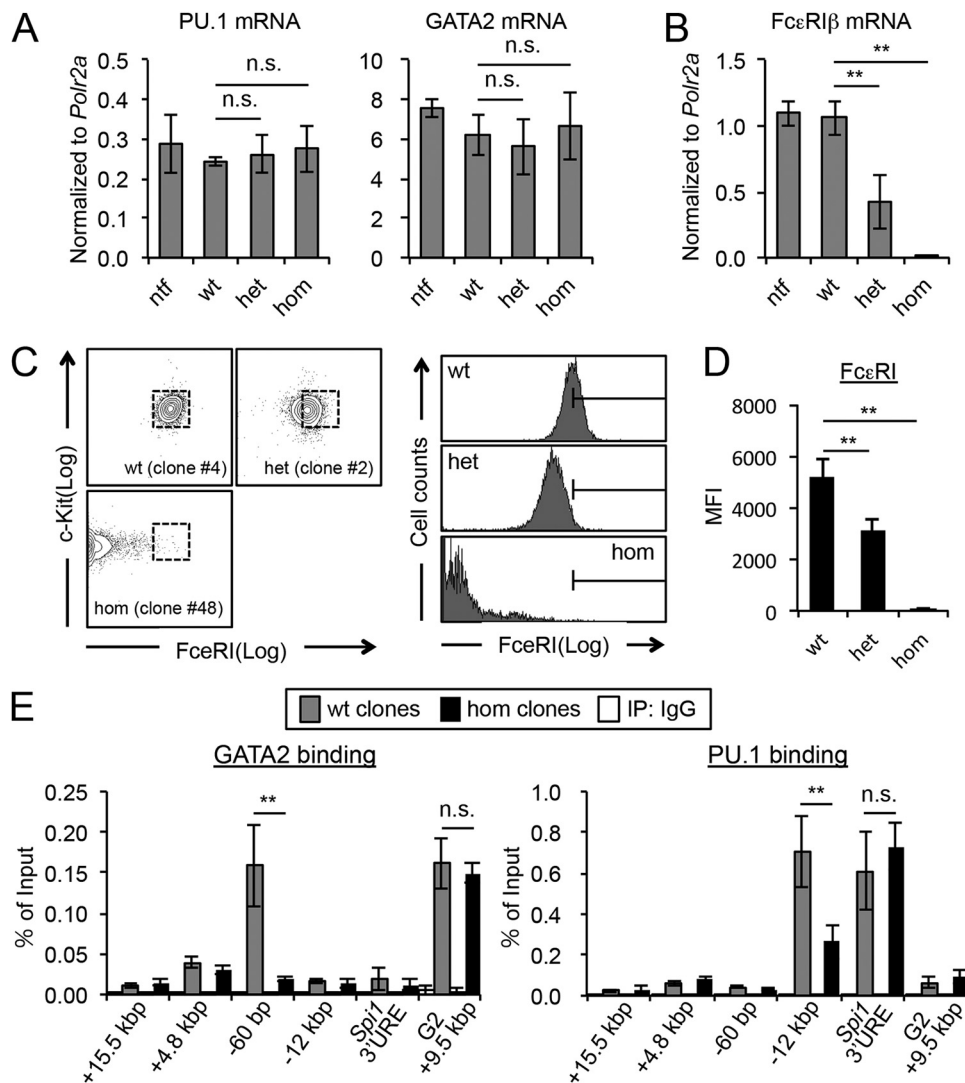 A
PU.1 mRNA
Normalized to Polr2a
0.5
0.4
0.3
0.2
0.1
0.0
n.s.
n.s.
ntf
wt
het
hom
GATA2 mRNA
10
8
6
4
2
0
n.s.
n.s.
ntf
wt
het
hom
B
FcεRIβ mRNA
Normalized to Polr2a
1.5
1.0
0.5
0.0
**
**
ntf
wt
het
hom
C
c-Kit(Log)
wt (clone #4)
het (clone #2)
hom (clone #48)
FceRI(Log)
Cell counts
wt
het
hom
FceRI(Log)
D
FcεRI
MFI
8000
6000
4000
2000
0
**
**
wt
het
hom
E
wt clones
hom clones
IP: IgG
GATA2 binding
% of Input
0.25
0.20
0.15
0.10
0.05
0.00
**
n.s.
+15.5 kbp
+4.8 kbp
-60 bp
-12 kbp
Spi1
3'URE
G2
+9.5 kbp
PU.1 binding
% of Input
1.0
0.8
0.6
0.4
0.2
0.0
**
n.s.
+15.5 kbp
+4.8 kbp
-60 bp
-12 kbp
Spi1
3'URE
G2
+9.5 kbp